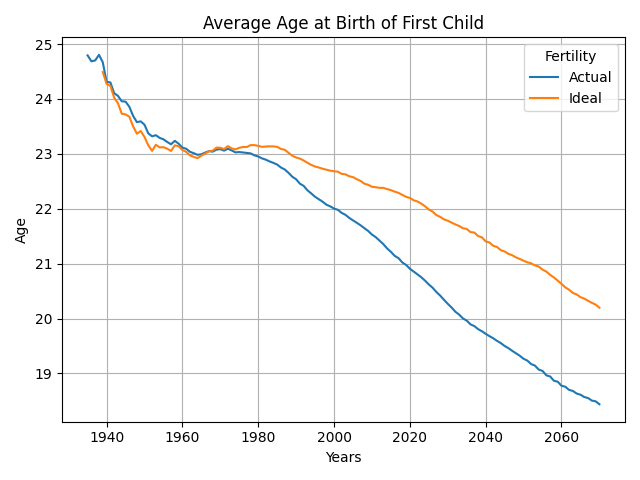 Average Age at Birth of First Child
Fertility
Actual
Ideal
25
24
23
22
21
20
19
Age
1940 1960 1980 2000 2020 2040 2060
Years